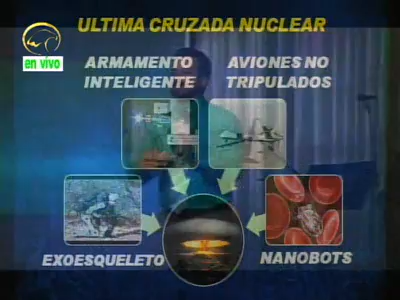 ULTIMA CRUZADA NUCLEAR
en vivo
ARMAMENTO
INTELIGENTE
AVIONES NO
TRIPULADOS
EXOESQUELETO
NANOBOTS